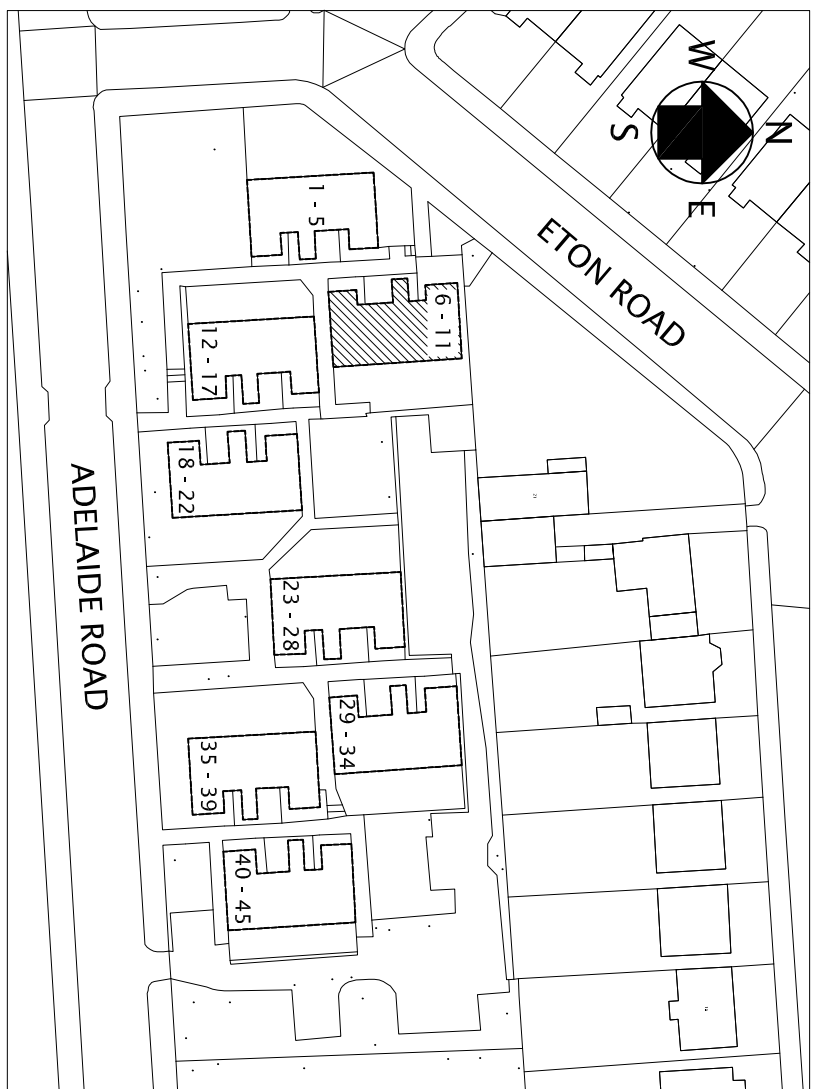 W
N
S
E
ETON ROAD
1 - 5
6 - 11
12 - 17
18 - 22
ADELAIDE ROAD
23 - 28
29 - 34
35 - 39
40 - 45